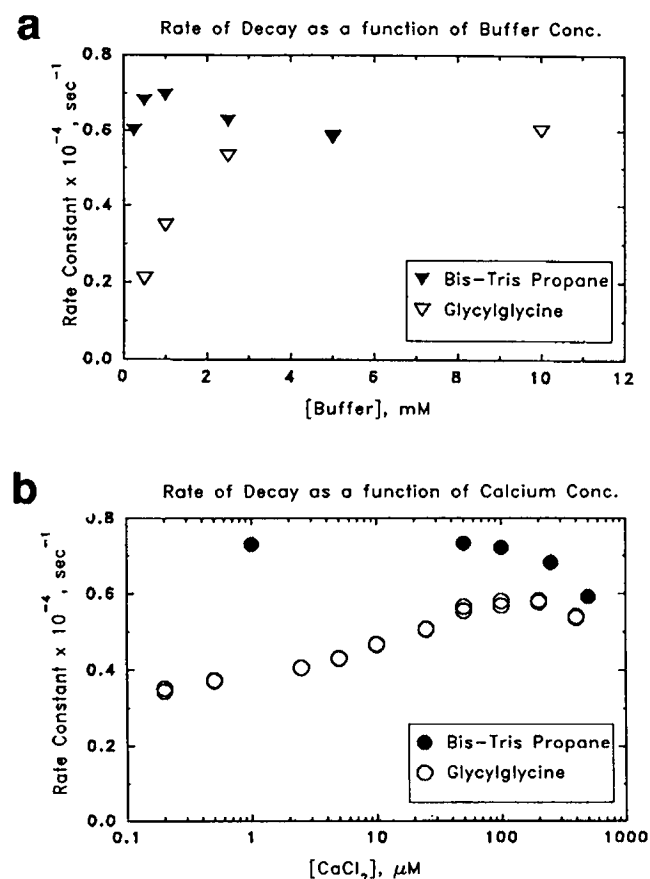 a
Rate of Decay as a function of Buffer Conc.
Rate Constant x 10⁻⁴, sec⁻¹
0.8
0.6
0.4
0.2
0.0
Bis-Tris Propane
Glycylglycine
0 2 4 6 8 10 12
[Buffer], mM
b
Rate of Decay as a function of Calcium Conc.
Rate Constant x 10⁻⁴, sec⁻¹
0.8
0.6
0.4
0.2
0.0
Bis-Tris Propane
Glycylglycine
0.1 1 10 100 1000
[CaCl₂], μM